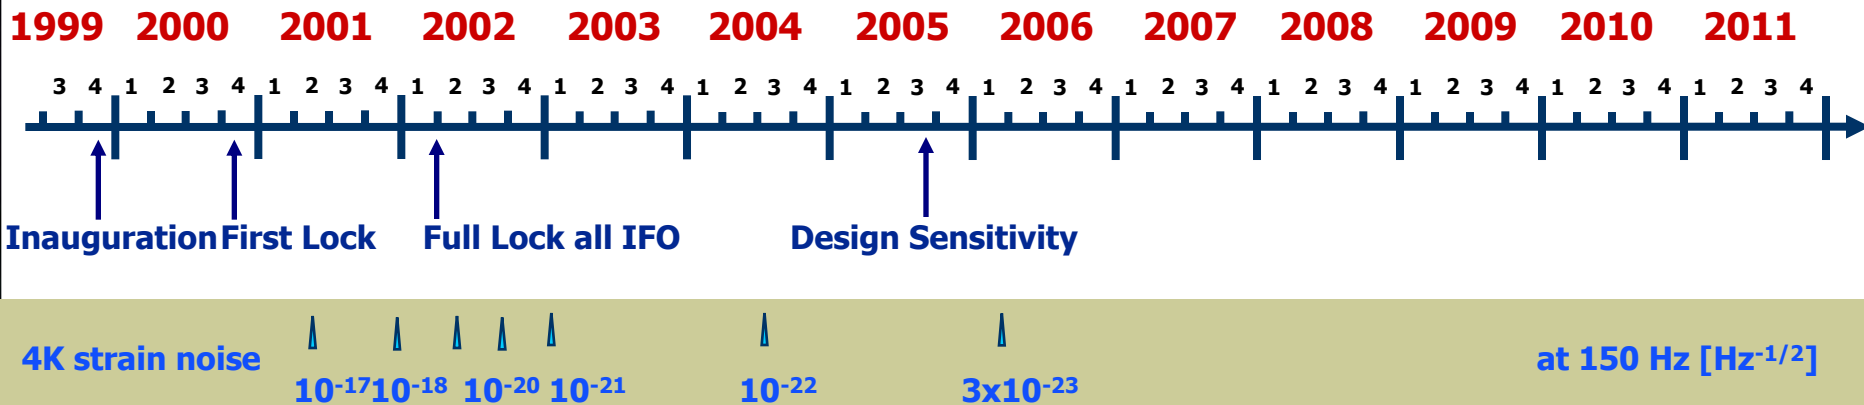 1999 2000 2001 2002 2003 2004 2005 2006 2007 2008 2009 2010 2011
3 4 1 2 3 4 1 2 3 4 1 2 3 4 1 2 3 4 1 2 3 4 1 2 3 4 1 2 3 4 1 2 3 4 1 2 3 4 1 2 3 4 1 2 3 4 1 2 3 4
Inauguration First Lock Full Lock all IFO Design Sensitivity
4K strain noise at 150 Hz [Hz⁻¹/²]
10⁻¹⁷ 10⁻¹⁸ 10⁻²⁰ 10⁻²¹ 10⁻²² 3x10⁻²³